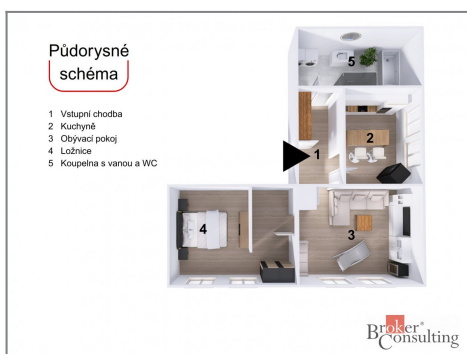 Půdorysné
schéma
1 Vstupní chodba
2 Kuchyně
3 Obývací pokoj
4 Ložnice
5 Koupelna s vanou a WC
5
2
1
4
3
Broker
Consulting